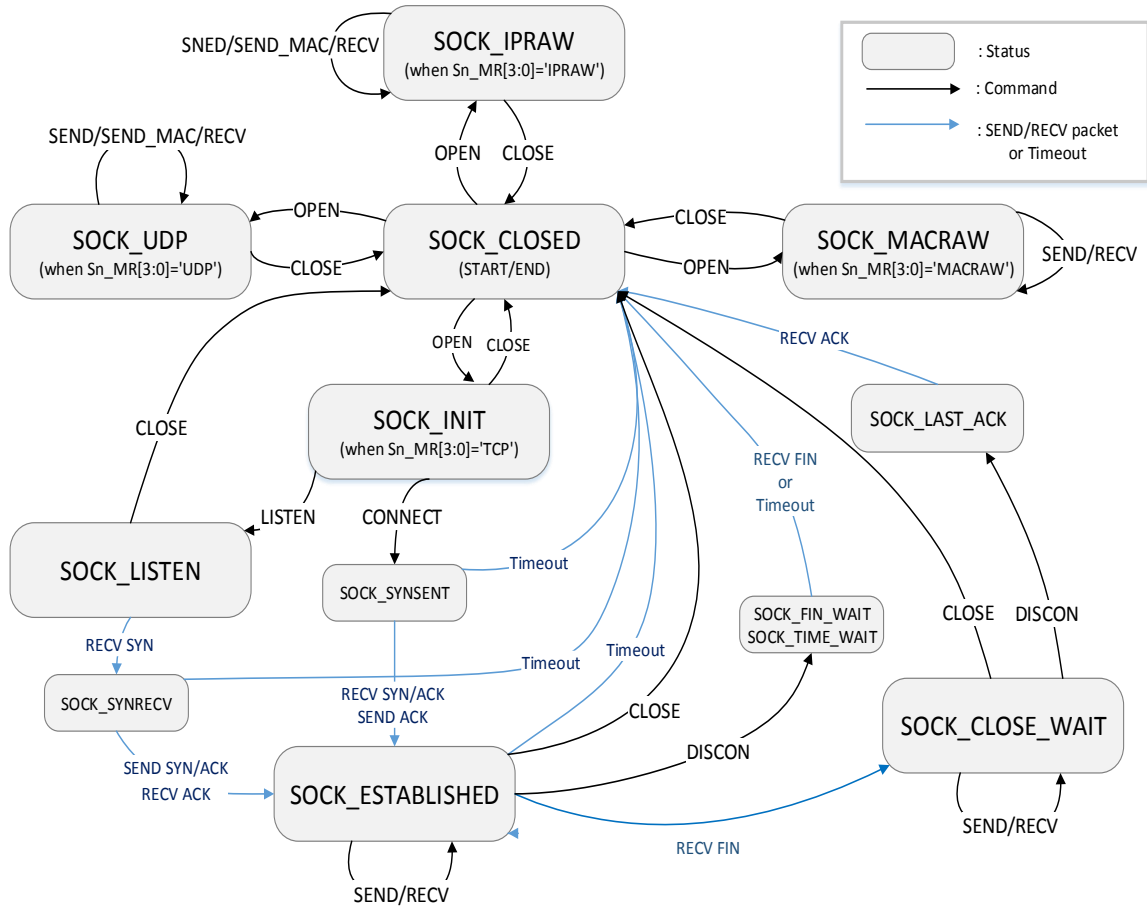 SNED/SEND_MAC/RECV
SOCK_IPRAW
(when Sn_MR[3:0]='IPRAW')
: Status
: Command
: SEND/RECV packet
or Timeout
SEND/SEND_MAC/RECV
OPEN
CLOSE
SOCK_UDP
(when Sn_MR[3:0]='UDP')
OPEN
CLOSE
SOCK_CLOSED
(START/END)
CLOSE
OPEN
SOCK_MACRAW
(when Sn_MR[3:0]='MACRAW')
SEND/RECV
OPEN
CLOSE
RECV ACK
SOCK_INIT
(when Sn_MR[3:0]='TCP')
SOCK_LAST_ACK
CLOSE
RECV FIN
or
Timeout
LISTEN
CONNECT
SOCK_LISTEN
SOCK_SYNSENT
Timeout
SOCK_FIN_WAIT
SOCK_TIME_WAIT
CLOSE
DISCON
RECV SYN
Timeout
Timeout
SOCK_SYNRECV
RECV SYN/ACK
SEND ACK
CLOSE
SOCK_CLOSE_WAIT
DISCON
SEND SYN/ACK
RECV ACK
SOCK_ESTABLISHED
SEND/RECV
RECV FIN
SEND/RECV